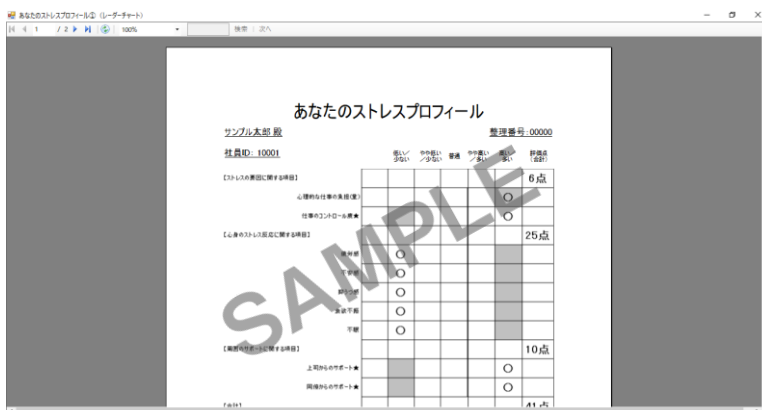 あなたのストレスプロフィール② (レーダーチャート)
1 / 2 100% 検索 | 次へ
あなたのストレスプロフィール
サンプル太郎 殿 整理番号:00000
社員ID: 10001
低い/少ない やや低い/少ない 普通 やや高い/多い 高い/多い 評価点(合計)
【ストレスの要因に関する項目】 6点
心理的な仕事の負担(量) ○
仕事のコントロール度★ ○
【心身のストレス反応に関する項目】 25点
疲労感 ○
不安感 ○
抑うつ感 ○
食欲不振 ○
不眠 ○
【周囲のサポートに関する項目】 10点
上司からのサポート★ ○
同僚からのサポート★ ○
【合計】 41点
SAMPLE